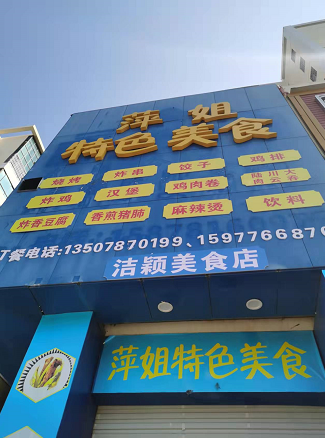 萍姐
特色美食
烧烤 炸串 饺子 鸡排
炸鸡 汉堡 鸡肉卷 陆川大肉云吞
炸香豆腐 香煎猪肺 麻辣烫 饮料
订餐电话:13507870199、1597766870
洁颖美食店
萍姐特色美食